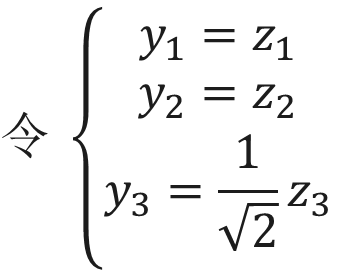 令
y₁ = z₁
y₂ = z₂
y₃ = 1/√2 z₃